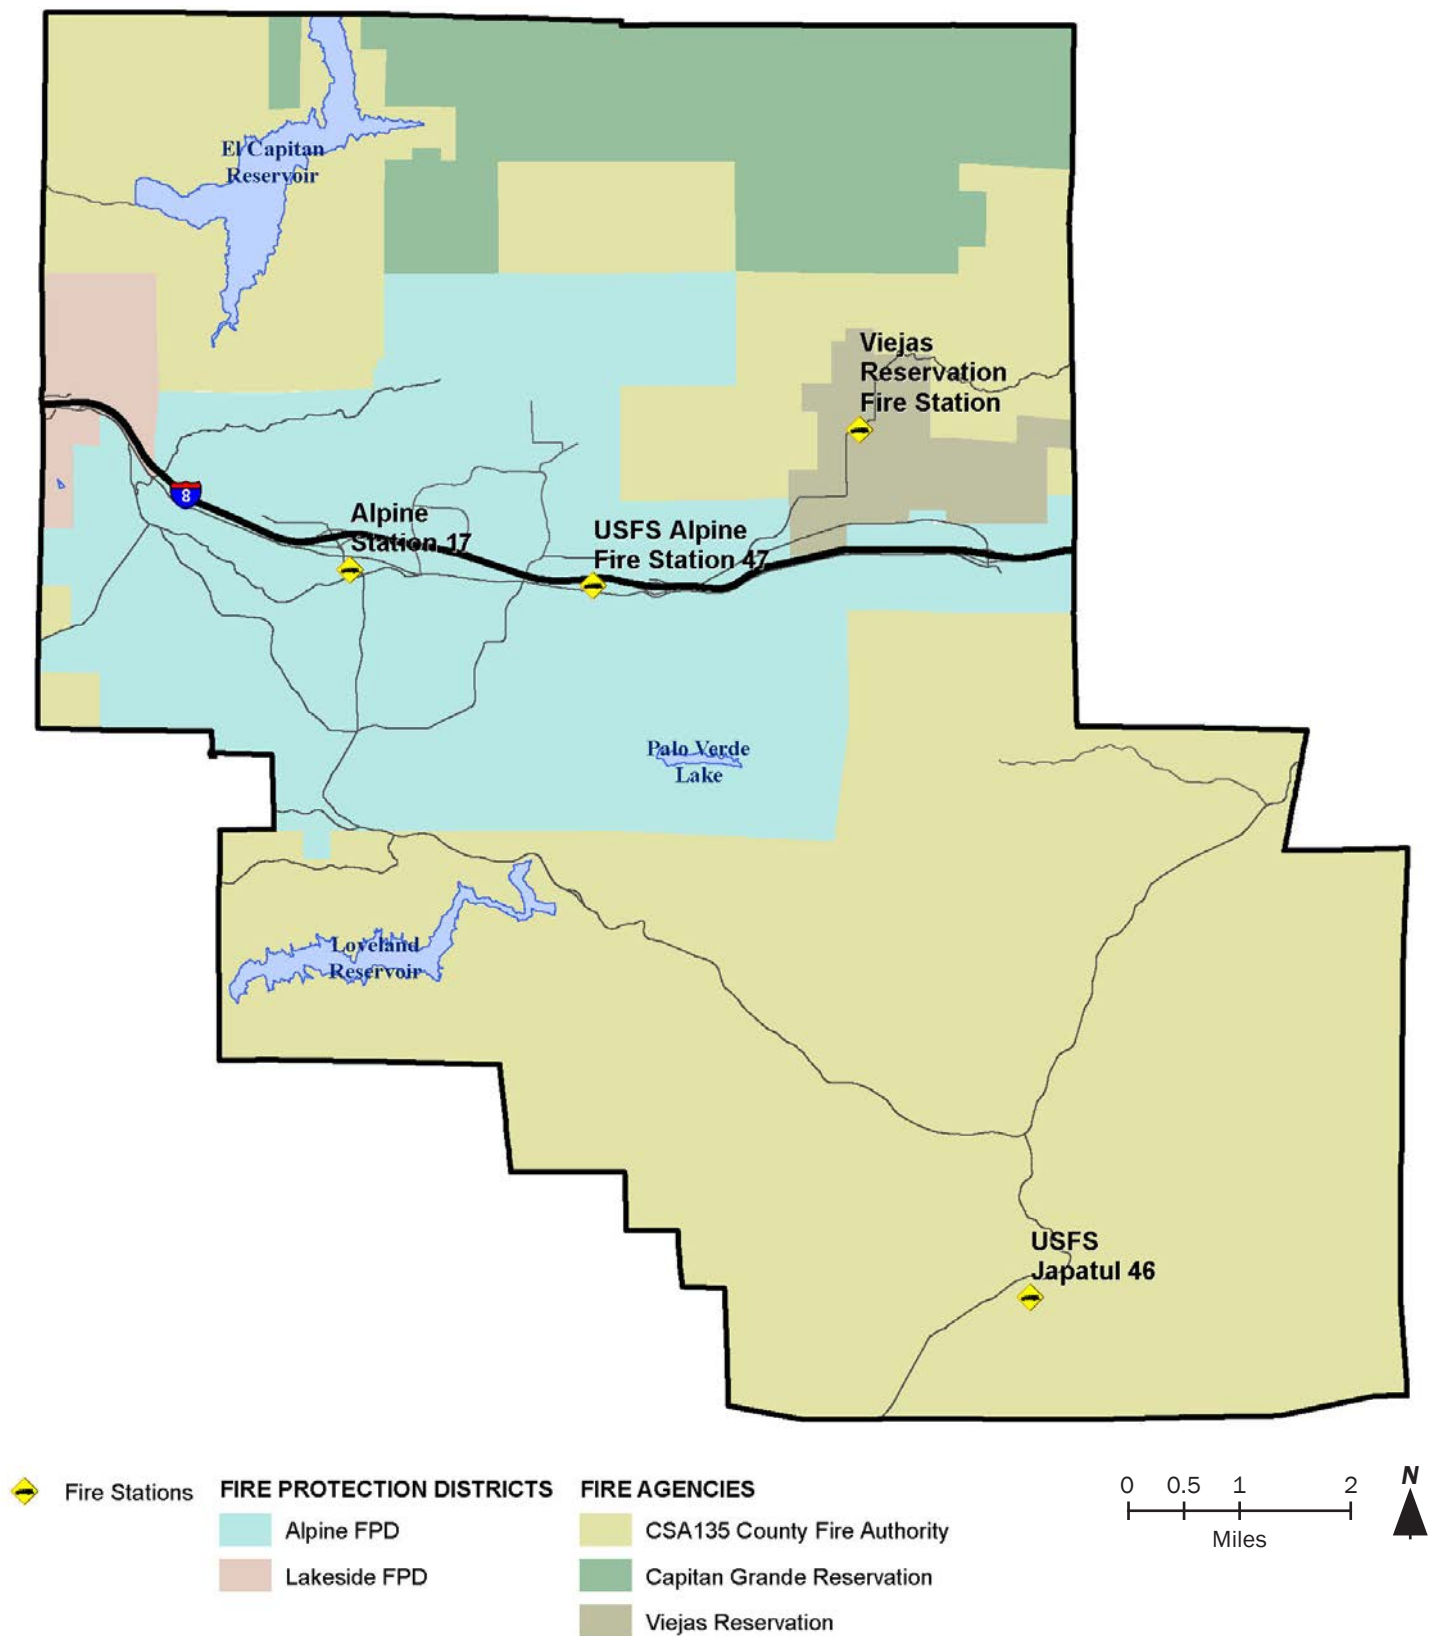 El Capitan
Reservoir
Viejas
Reservation
Fire Station
8
Alpine
Station 17
USFS Alpine
Fire Station 47
Palo Verde
Lake
Loveland
Reservoir
USFS
Japatul 46
Fire Stations
FIRE PROTECTION DISTRICTS
Alpine FPD
Lakeside FPD
FIRE AGENCIES
CSA135 County Fire Authority
Capitan Grande Reservation
Viejas Reservation
0 0.5 1 2
Miles
N